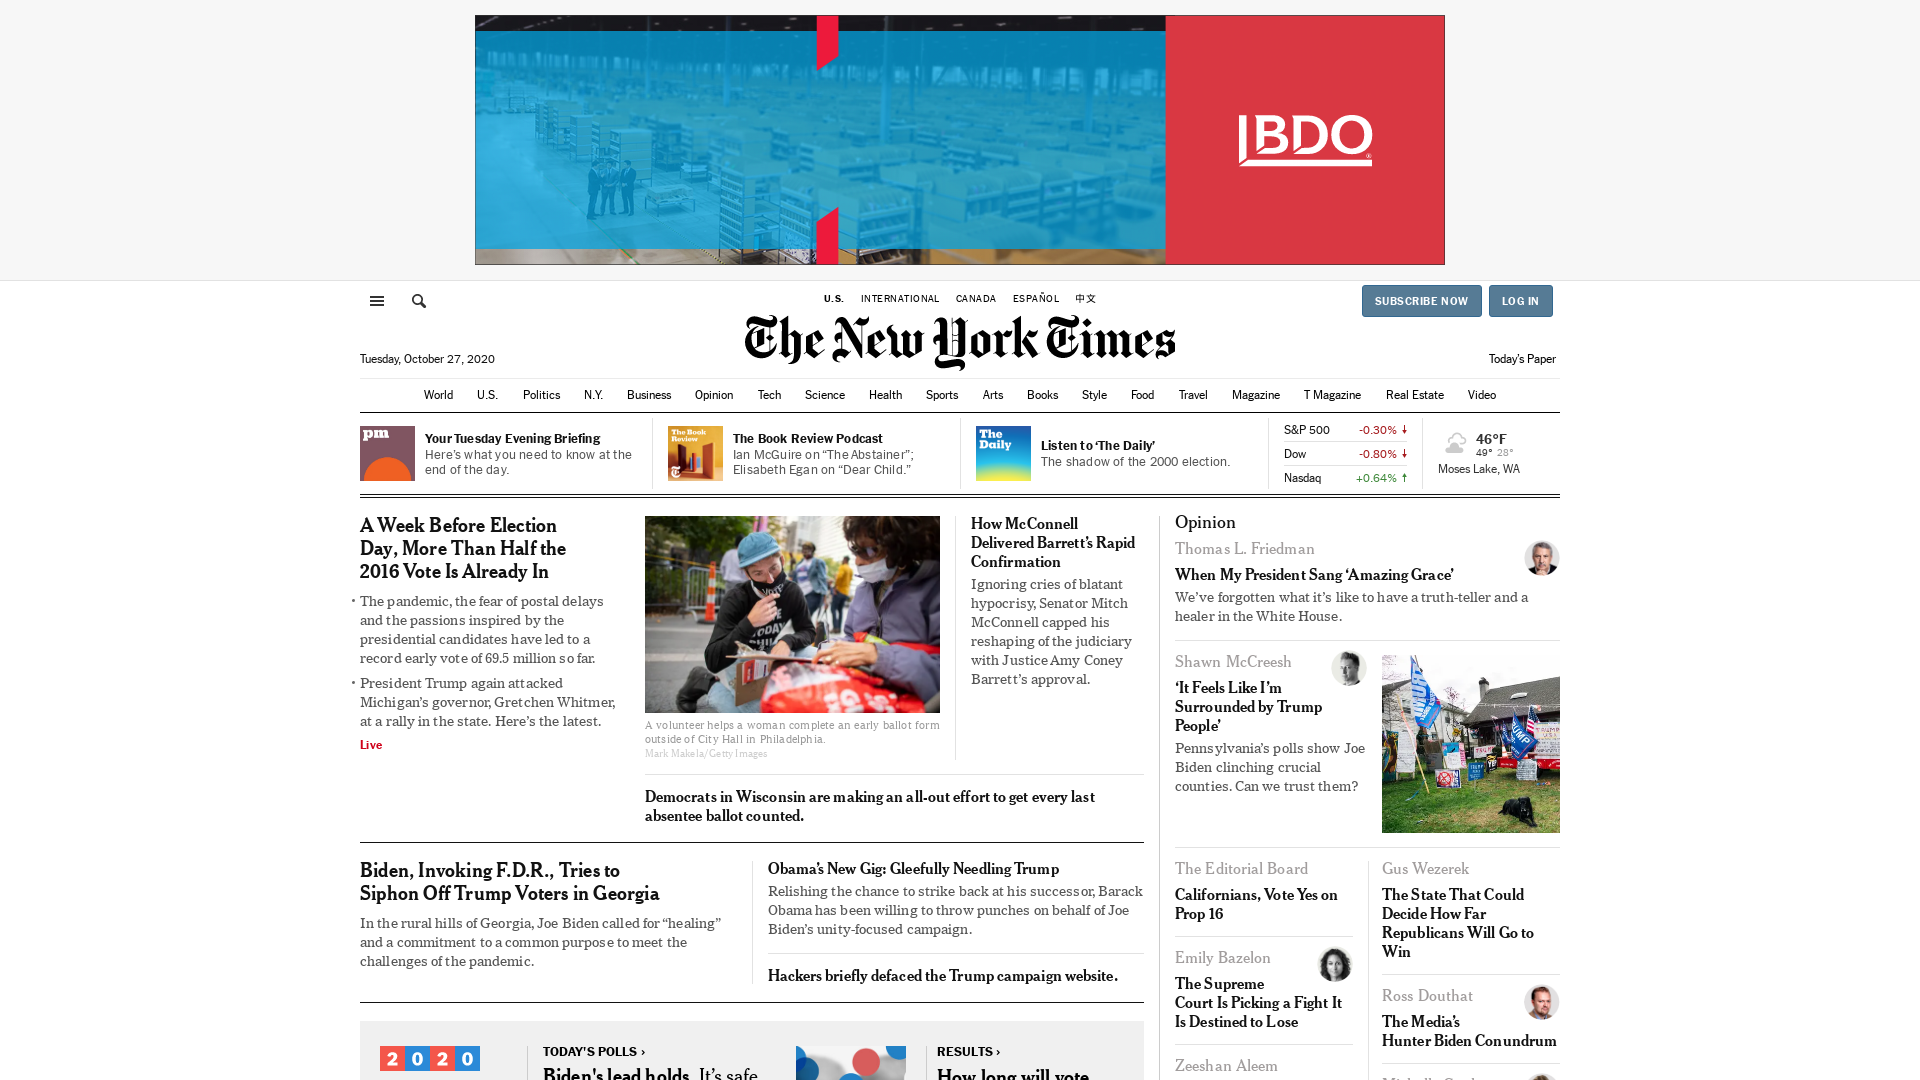 BDO
U.S. INTERNATIONAL CANADA ESPAÑOL 中文
SUBSCRIBE NOW LOG IN
The New York Times
Tuesday, October 27, 2020
Today's Paper
World U.S. Politics N.Y. Business Opinion Tech Science Health Sports Arts Books Style Food Travel Magazine T Magazine Real Estate Video
pm
Your Tuesday Evening Briefing
Here's what you need to know at the
end of the day.
The Book Review
The Book Review Podcast
Ian McGuire on “The Abstainer”;
Elisabeth Egan on “Dear Child.”
The Daily
Listen to ‘The Daily’
The shadow of the 2000 election.
S&P 500 -0.30%
Dow -0.80%
Nasdaq +0.64%
46°F
49° 28°
Moses Lake, WA
A Week Before Election
Day, More Than Half the
2016 Vote Is Already In
The pandemic, the fear of postal delays
and the passions inspired by the
presidential candidates have led to a
record early vote of 69.5 million so far.
President Trump again attacked
Michigan’s governor, Gretchen Whitmer,
at a rally in the state. Here’s the latest.
Live
A volunteer helps a woman complete an early ballot form
outside of City Hall in Philadelphia.
Mark Makela/Getty Images
How McConnell
Delivered Barrett’s Rapid
Confirmation
Ignoring cries of blatant
hypocrisy, Senator Mitch
McConnell capped his
reshaping of the judiciary
with Justice Amy Coney
Barrett’s approval.
Democrats in Wisconsin are making an all-out effort to get every last
absentee ballot counted.
Biden, Invoking F.D.R., Tries to
Siphon Off Trump Voters in Georgia
In the rural hills of Georgia, Joe Biden called for “healing”
and a commitment to a common purpose to meet the
challenges of the pandemic.
Obama’s New Gig: Gleefully Needling Trump
Relishing the chance to strike back at his successor, Barack
Obama has been willing to throw punches on behalf of Joe
Biden’s unity-focused campaign.
Hackers briefly defaced the Trump campaign website.
2020
TODAY'S POLLS ›
Biden's lead holds. It’s safe
RESULTS ›
How long will vote
Opinion
Thomas L. Friedman
When My President Sang ‘Amazing Grace’
We’ve forgotten what it’s like to have a truth-teller and a
healer in the White House.
Shawn McCreesh
‘It Feels Like I’m
Surrounded by Trump
People’
Pennsylvania’s polls show Joe
Biden clinching crucial
counties. Can we trust them?
The Editorial Board
Californians, Vote Yes on
Prop 16
Emily Bazelon
The Supreme
Court Is Picking a Fight It
Is Destined to Lose
Zeeshan Aleem
Gus Wezerek
The State That Could
Decide How Far
Republicans Will Go to
Win
Ross Douthat
The Media’s
Hunter Biden Conundrum